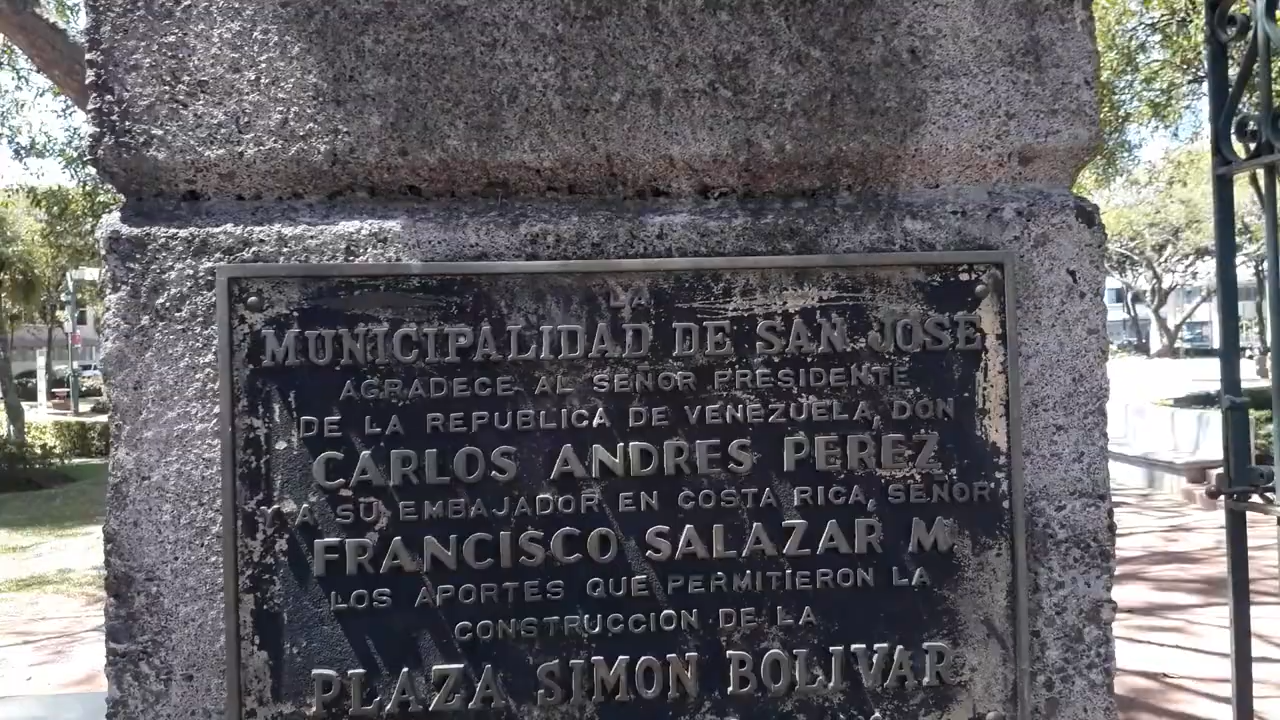 LA
MUNICIPALIDAD DE SAN JOSE
AGRADECE AL SEÑOR PRESIDENTE
DE LA REPUBLICA DE VENEZUELA, DON
CARLOS ANDRES PEREZ
Y A SU EMBAJADOR EN COSTA RICA, SEÑOR
FRANCISCO SALAZAR M
LOS APORTES QUE PERMITIERON LA
CONSTRUCCION DE LA
PLAZA SIMON BOLIVAR